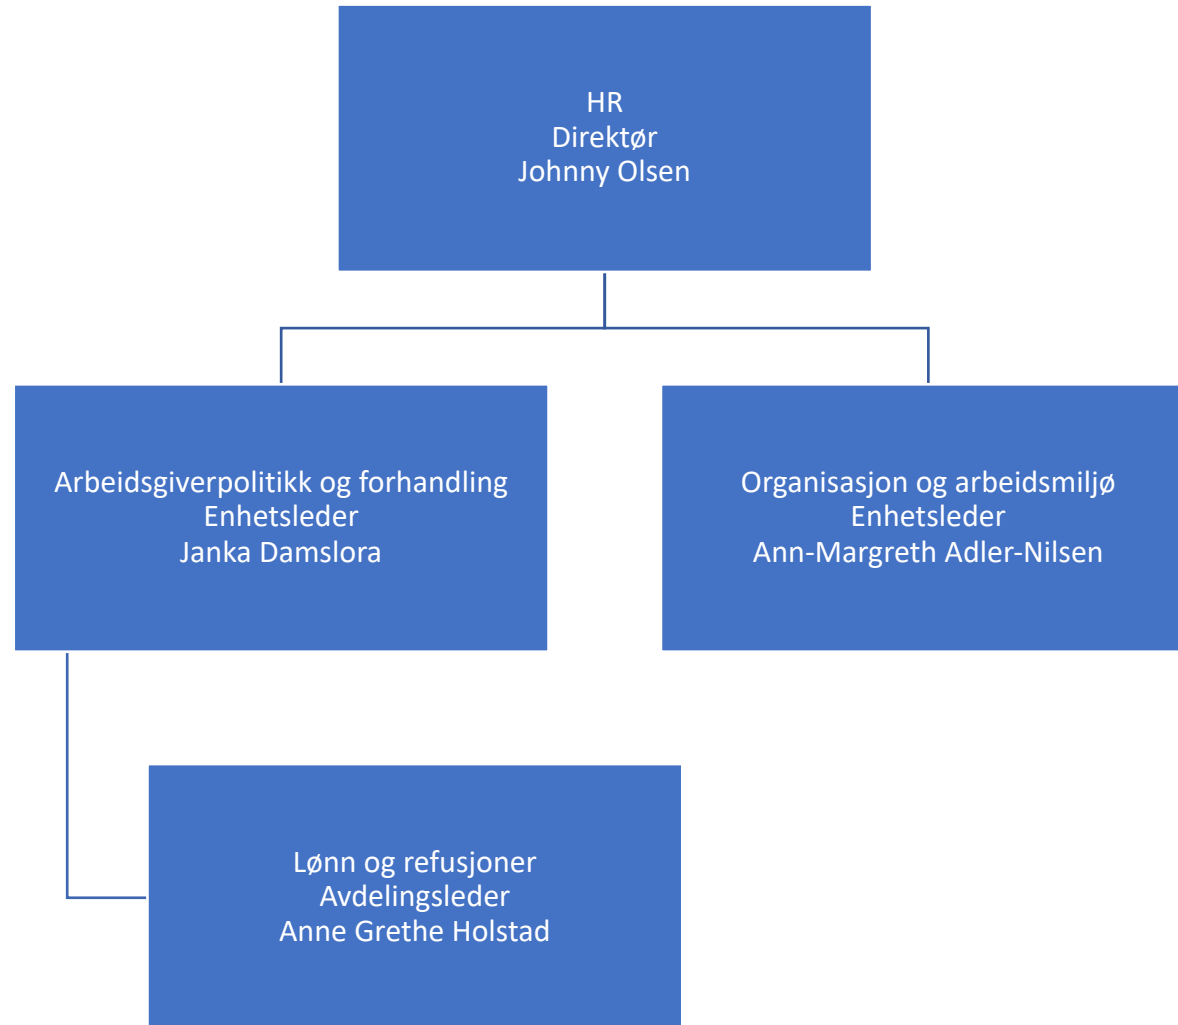 HR
Direktør
Johnny Olsen
Arbeidsgiverpolitikk og forhandling
Enhetsleder
Janka Damslora
Organisasjon og arbeidsmiljø
Enhetsleder
Ann-Margreth Adler-Nilsen
Lønn og refusjoner
Avdelingsleder
Anne Grethe Holstad